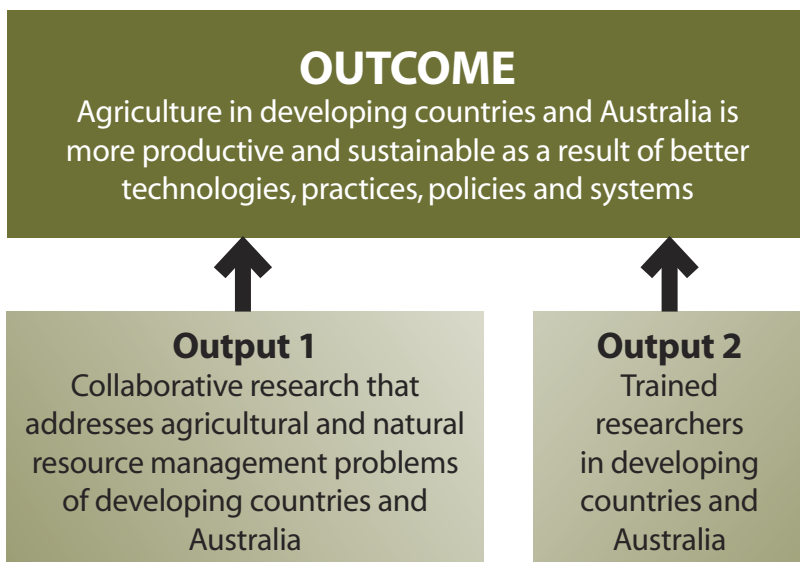 OUTCOME
Agriculture in developing countries and Australia is
more productive and sustainable as a result of better
technologies, practices, policies and systems
Output 1
Collaborative research that
addresses agricultural and natural
resource management problems
of developing countries and
Australia
Output 2
Trained
researchers
in developing
countries and
Australia